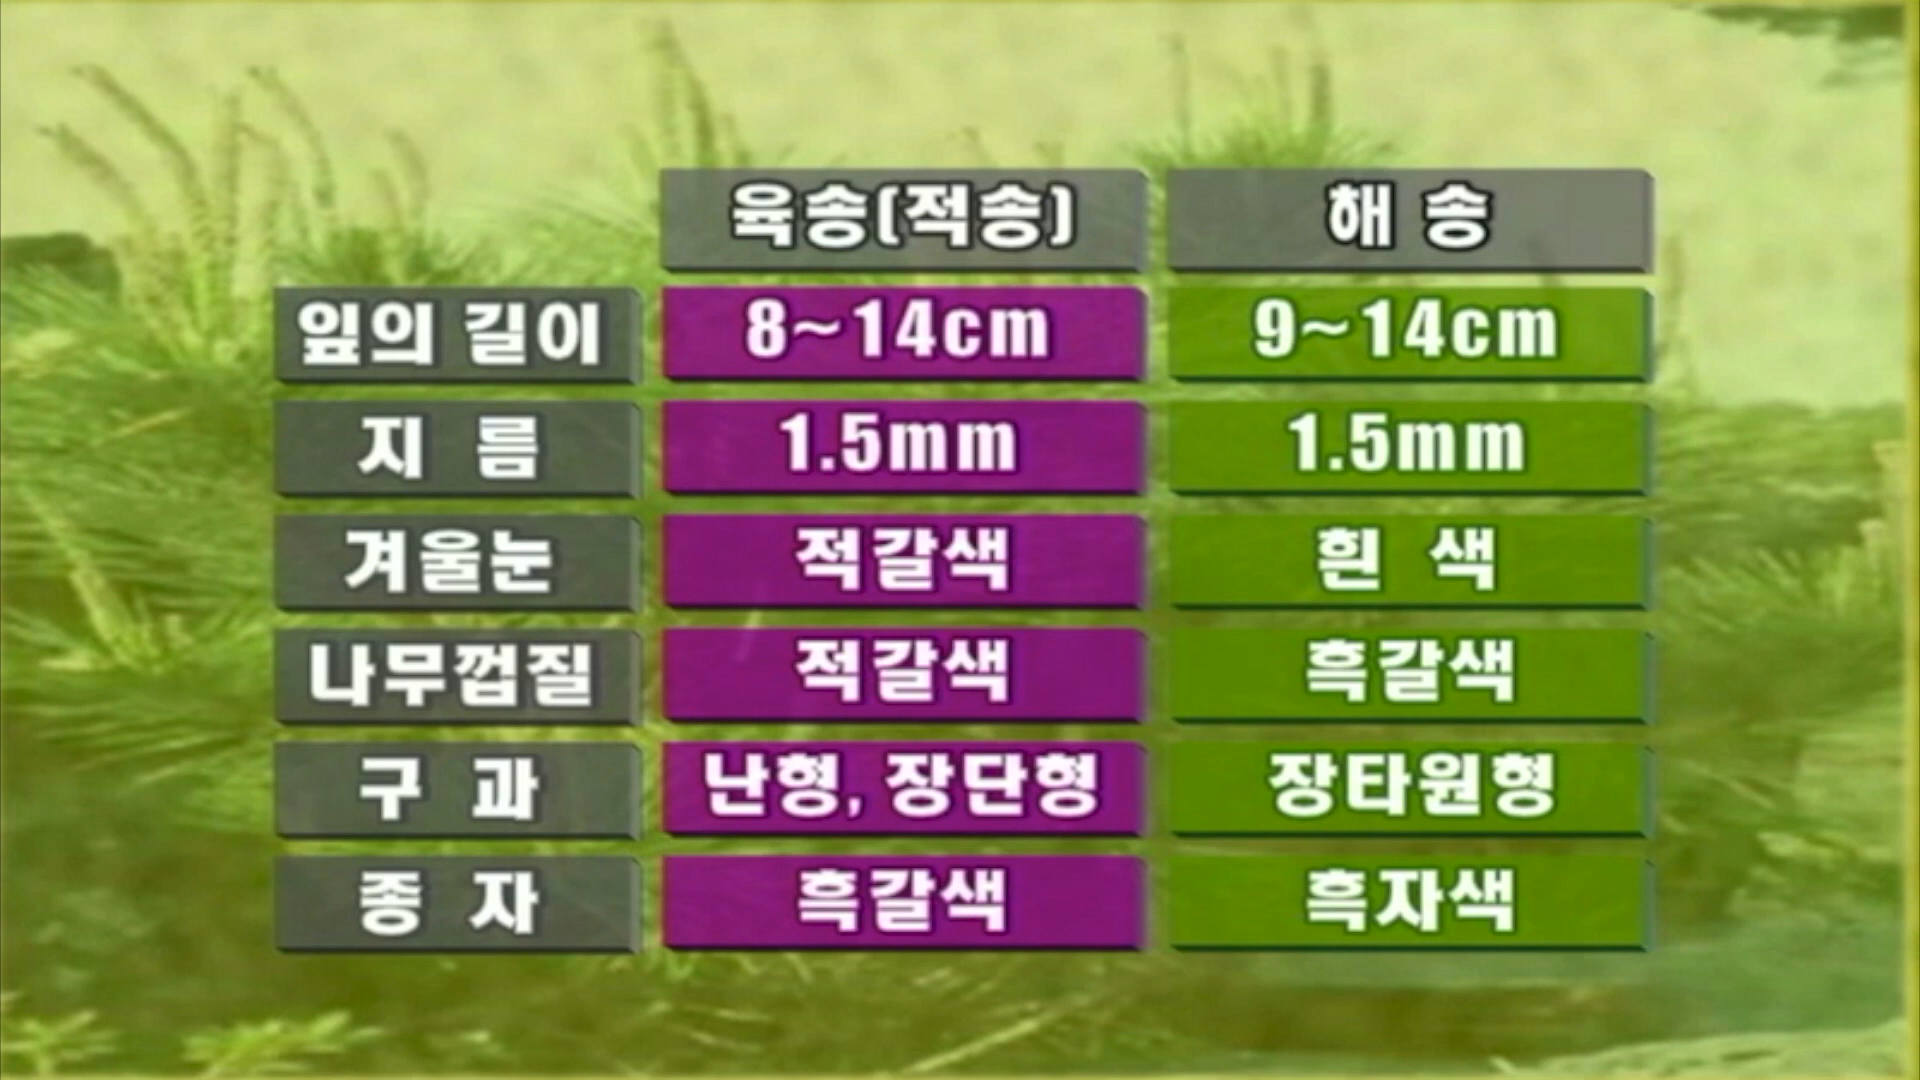 육송(적송) 해 송
잎의 길이 8~14cm 9~14cm
지 름 1.5mm 1.5mm
겨울눈 적갈색 흰 색
나무껍질 적갈색 흑갈색
구 과 난형, 장단형 장타원형
종 자 흑갈색 흑자색